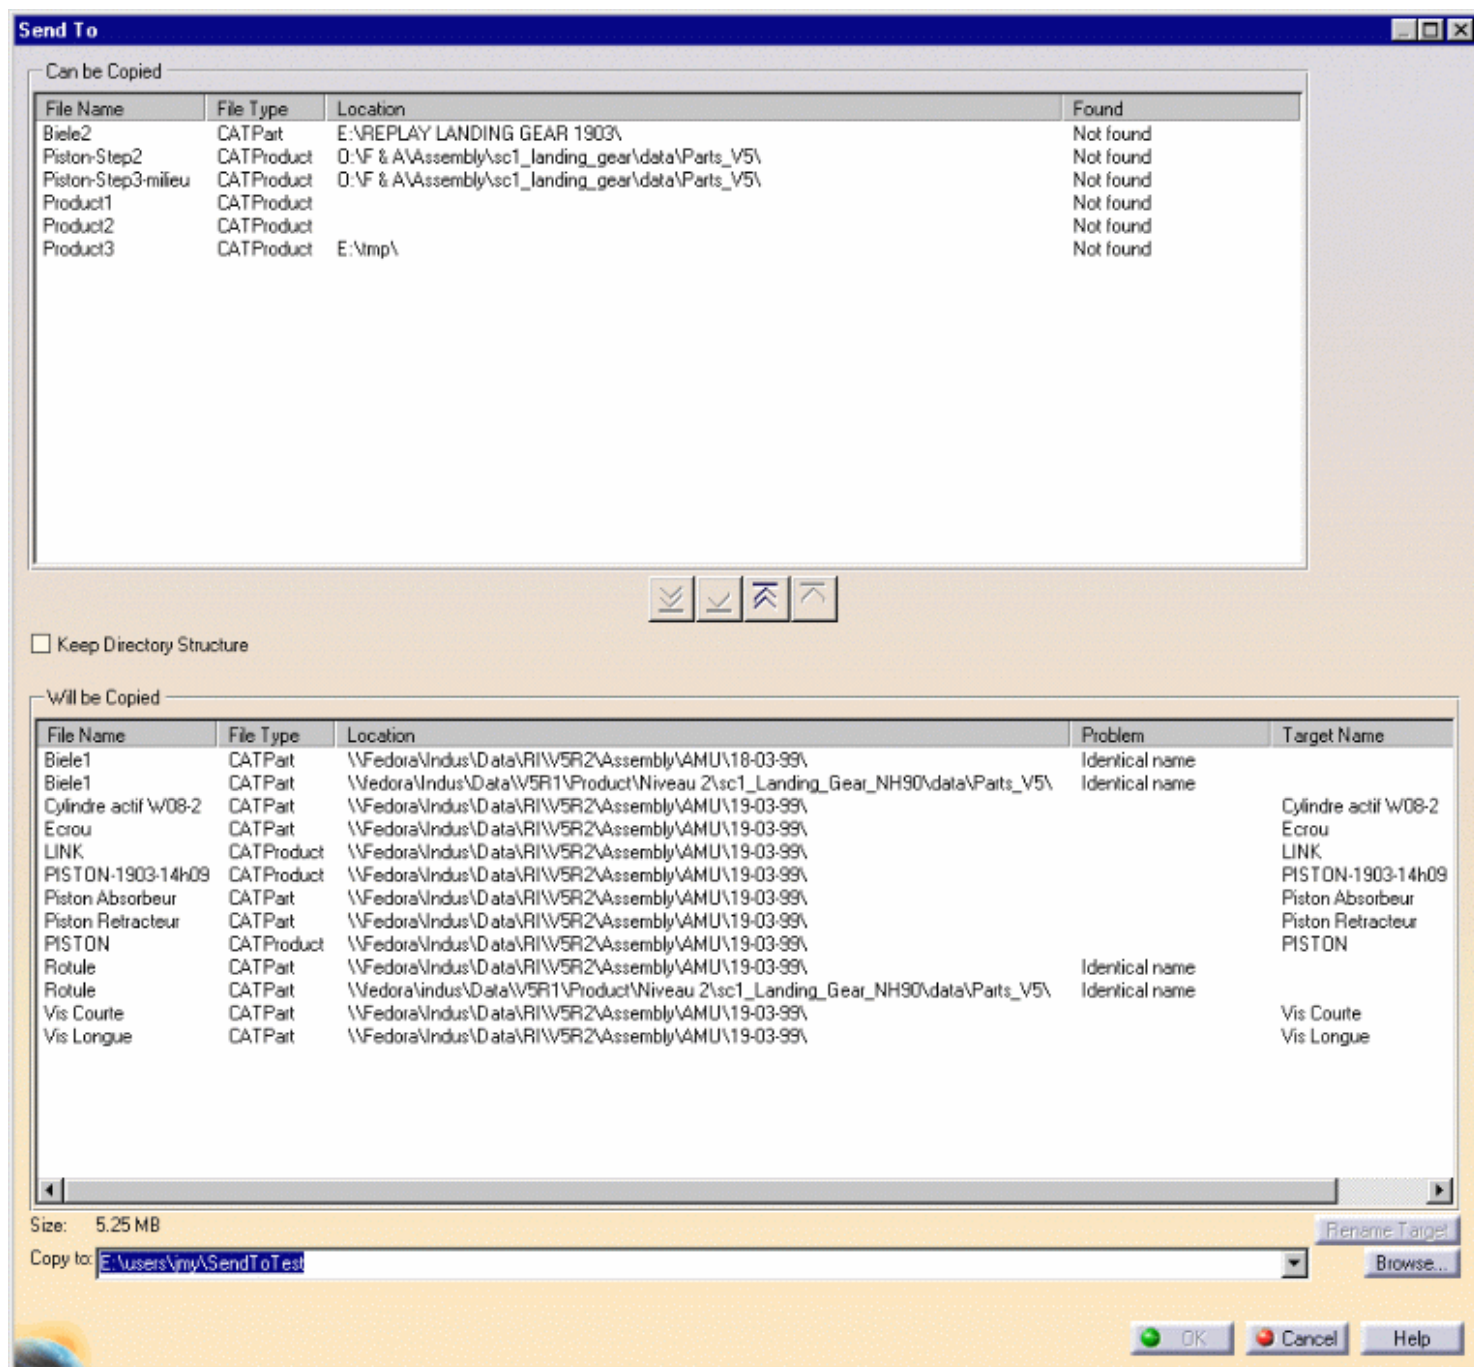 Send To
Can be Copied
File Name File Type Location Found
Biele2 CATPart E:\REPLAY LANDING GEAR 1903\ Not found
Piston-Step2 CATProduct O:\F & A\Assembly\sc1_landing_gear\data\Parts_V5\ Not found
Piston-Step3-milieu CATProduct O:\F & A\Assembly\sc1_landing_gear\data\Parts_V5\ Not found
Product1 CATProduct Not found
Product2 CATProduct Not found
Product3 CATProduct E:\tmp\ Not found
Keep Directory Structure
Will be Copied
File Name File Type Location Problem Target Name
Biele1 CATPart \\Fedora\Indus\Data\RI\V5R2\Assembly\AMU\18-03-99\ Identical name
Biele1 CATPart \\fedora\Indus\Data\V5R1\Product\Niveau 2\sc1_Landing_Gear_NH90\data\Parts_V5\ Identical name
Cylindre actif W08-2 CATPart \\Fedora\Indus\Data\RI\V5R2\Assembly\AMU\19-03-99\ Cylindre actif W08-2
Ecrou CATPart \\Fedora\Indus\Data\RI\V5R2\Assembly\AMU\19-03-99\ Ecrou
LINK CATProduct \\Fedora\Indus\Data\RI\V5R2\Assembly\AMU\19-03-99\ LINK
PISTON-1903-14h09 CATProduct \\Fedora\Indus\Data\RI\V5R2\Assembly\AMU\19-03-99\ PISTON-1903-14h09
Piston Absorbeur CATPart \\Fedora\Indus\Data\RI\V5R2\Assembly\AMU\19-03-99\ Piston Absorbeur
Piston Retracteur CATPart \\Fedora\Indus\Data\RI\V5R2\Assembly\AMU\19-03-99\ Piston Retracteur
PISTON CATProduct \\Fedora\Indus\Data\RI\V5R2\Assembly\AMU\19-03-99\ PISTON
Rotule CATPart \\Fedora\Indus\Data\RI\V5R2\Assembly\AMU\19-03-99\ Identical name
Rotule CATPart \\fedora\indus\Data\V5R1\Product\Niveau 2\sc1_Landing_Gear_NH90\data\Parts_V5\ Identical name
Vis Courte CATPart \\Fedora\Indus\Data\RI\V5R2\Assembly\AMU\19-03-99\ Vis Courte
Vis Longue CATPart \\Fedora\Indus\Data\RI\V5R2\Assembly\AMU\19-03-99\ Vis Longue
Size: 5.25 MB
Rename Target
Copy to: E:\users\jmy\SendToTest
Browse...
OK Cancel Help